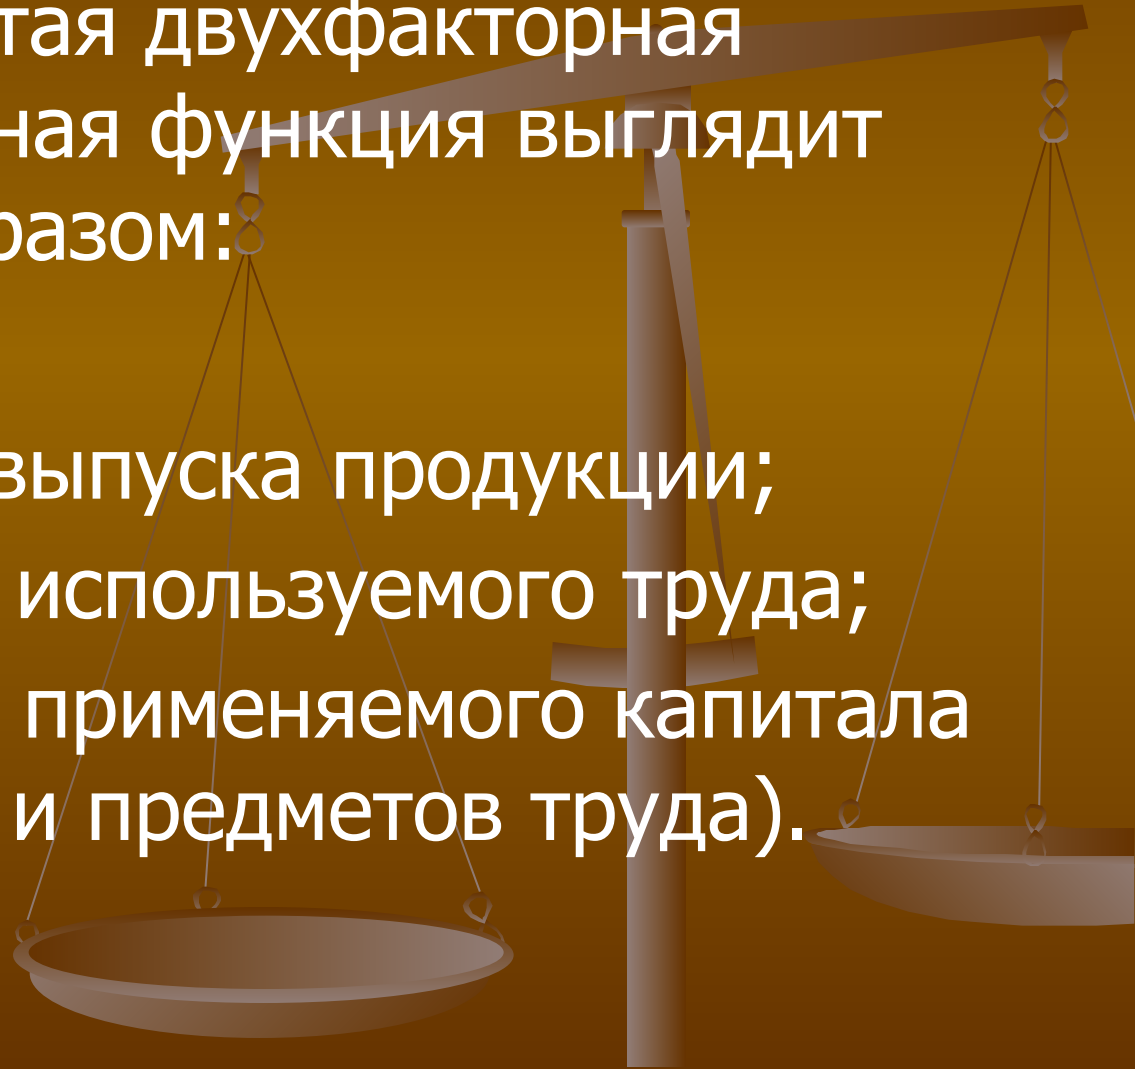 тая двухфакторная
ная функция выглядит
разом:
выпуска продукции;
используемого труда;
применяемого капитала
и предметов труда).